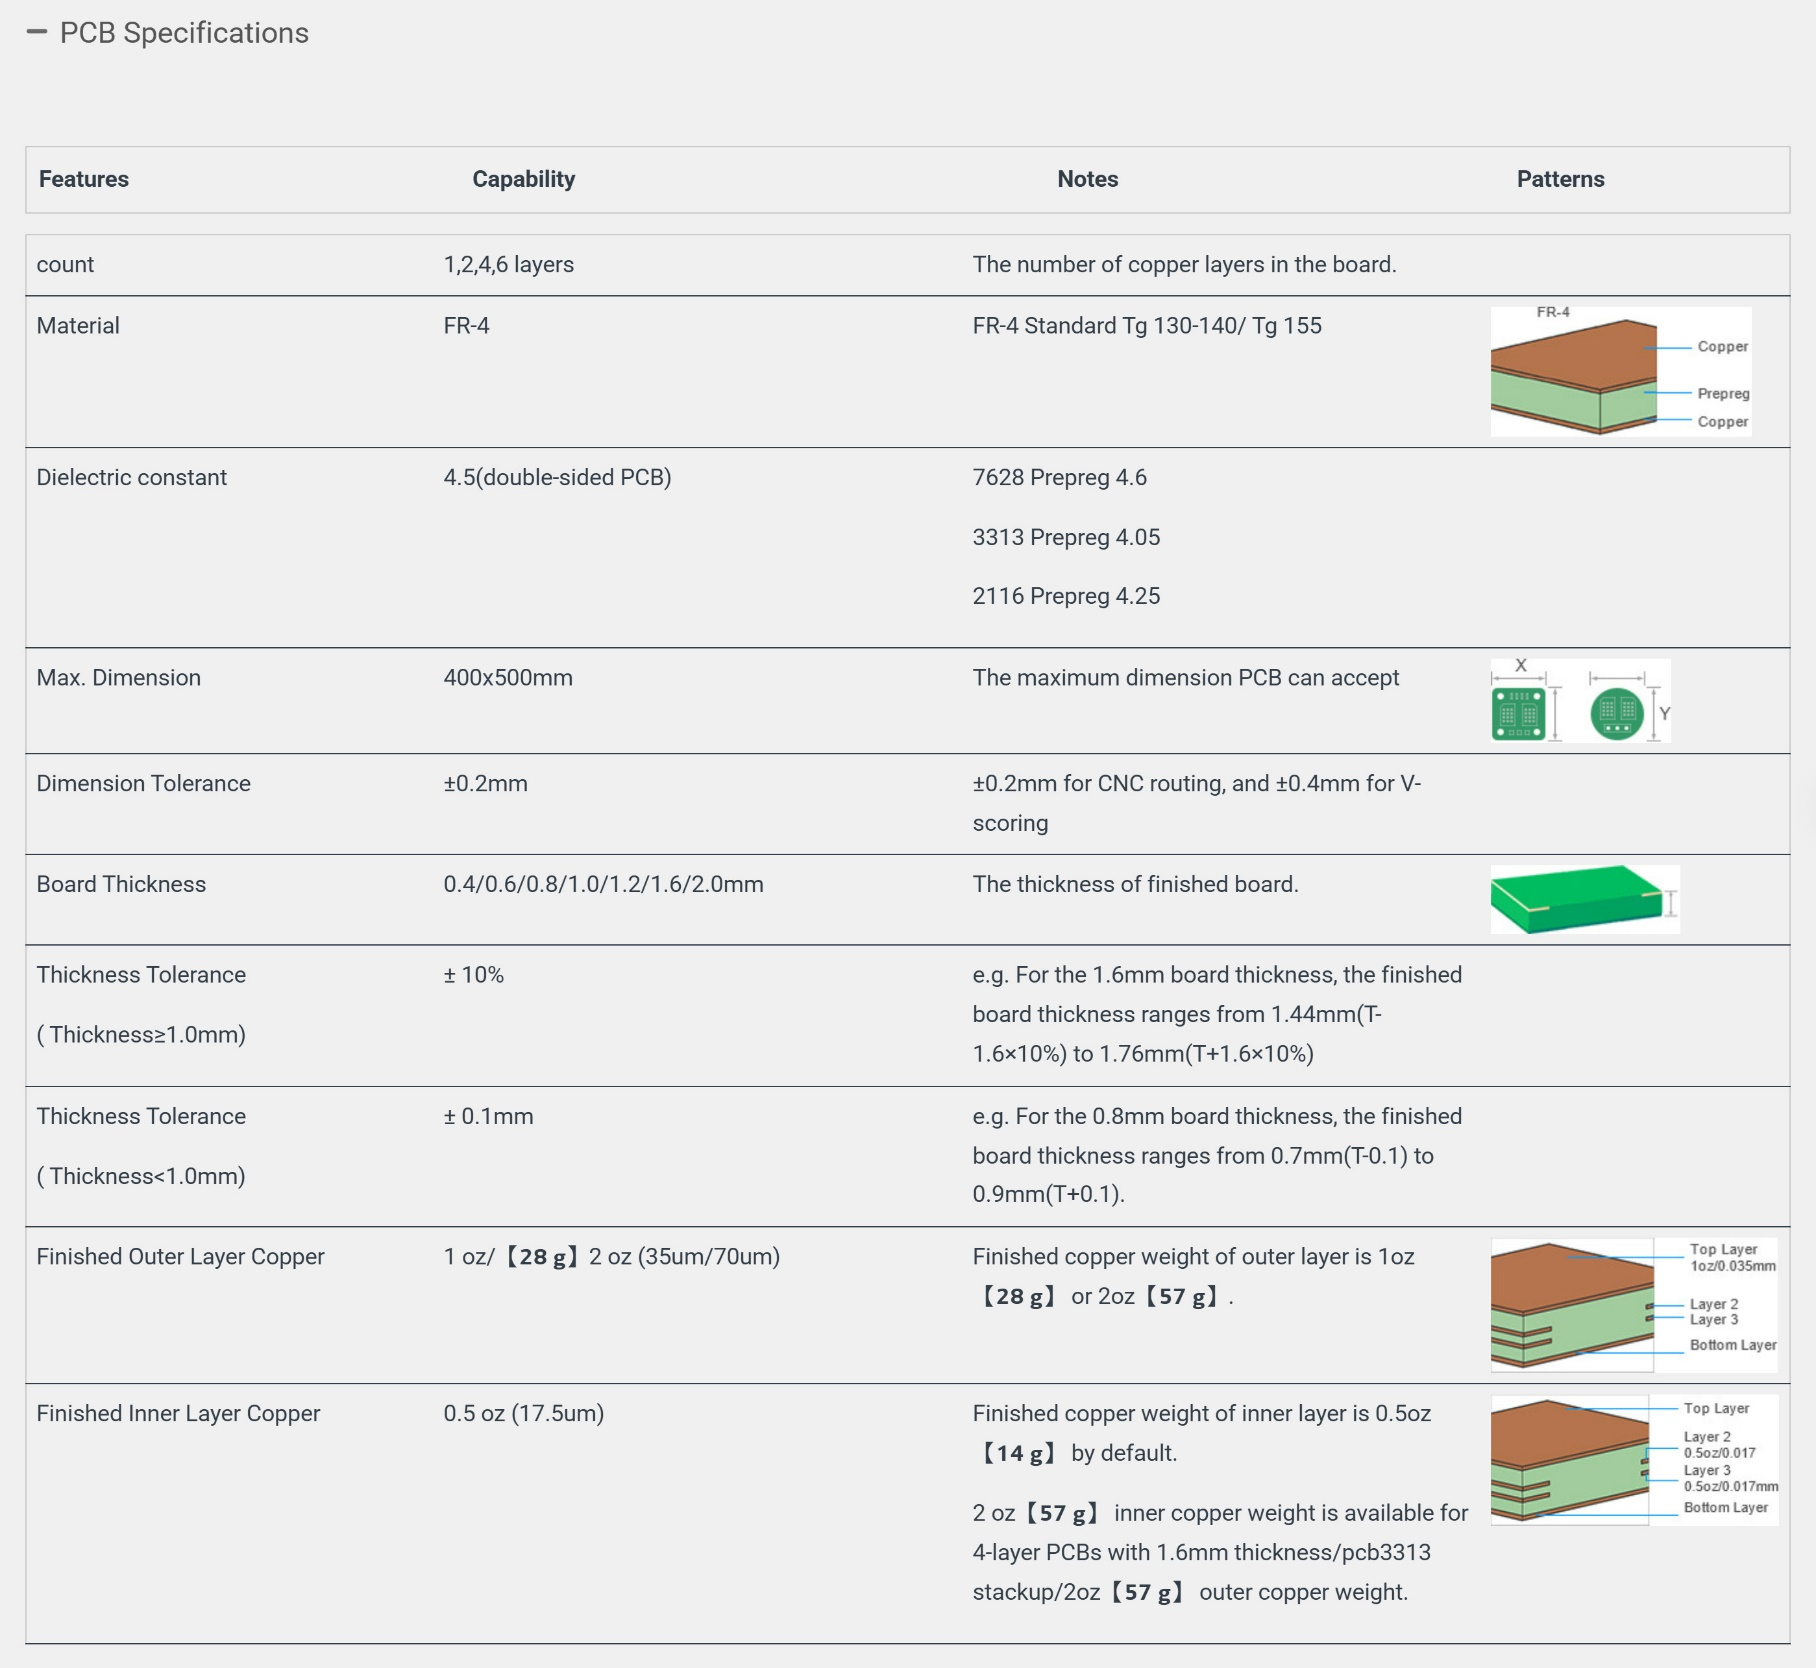 — PCB Specifications
Features Capability Notes Patterns
count 1,2,4,6 layers The number of copper layers in the board.
Material FR-4 FR-4 Standard Tg 130-140/ Tg 155
FR-4
Copper
Prepreg
Copper
Dielectric constant 4.5(double-sided PCB) 7628 Prepreg 4.6
3313 Prepreg 4.05
2116 Prepreg 4.25
Max. Dimension 400x500mm The maximum dimension PCB can accept
X
Y
Dimension Tolerance ±0.2mm ±0.2mm for CNC routing, and ±0.4mm for V-
scoring
Board Thickness 0.4/0.6/0.8/1.0/1.2/1.6/2.0mm The thickness of finished board.
Thickness Tolerance ± 10% e.g. For the 1.6mm board thickness, the finished
board thickness ranges from 1.44mm(T-
( Thickness≥1.0mm)
1.6×10%) to 1.76mm(T+1.6×10%)
Thickness Tolerance ± 0.1mm e.g. For the 0.8mm board thickness, the finished
board thickness ranges from 0.7mm(T-0.1) to
( Thickness<1.0mm)
0.9mm(T+0.1).
Finished Outer Layer Copper 1 oz/【28 g】2 oz (35um/70um) Finished copper weight of outer layer is 1oz
【28 g】 or 2oz【57 g】.
Top Layer
1oz/0.035mm
Layer 2
Layer 3
Bottom Layer
Finished Inner Layer Copper 0.5 oz (17.5um) Finished copper weight of inner layer is 0.5oz
【14 g】 by default.
2 oz【57 g】 inner copper weight is available for
4-layer PCBs with 1.6mm thickness/pcb3313
stackup/2oz【57 g】 outer copper weight.
Top Layer
Layer 2
0.5oz/0.017
Layer 3
0.5oz/0.017mm
Bottom Layer